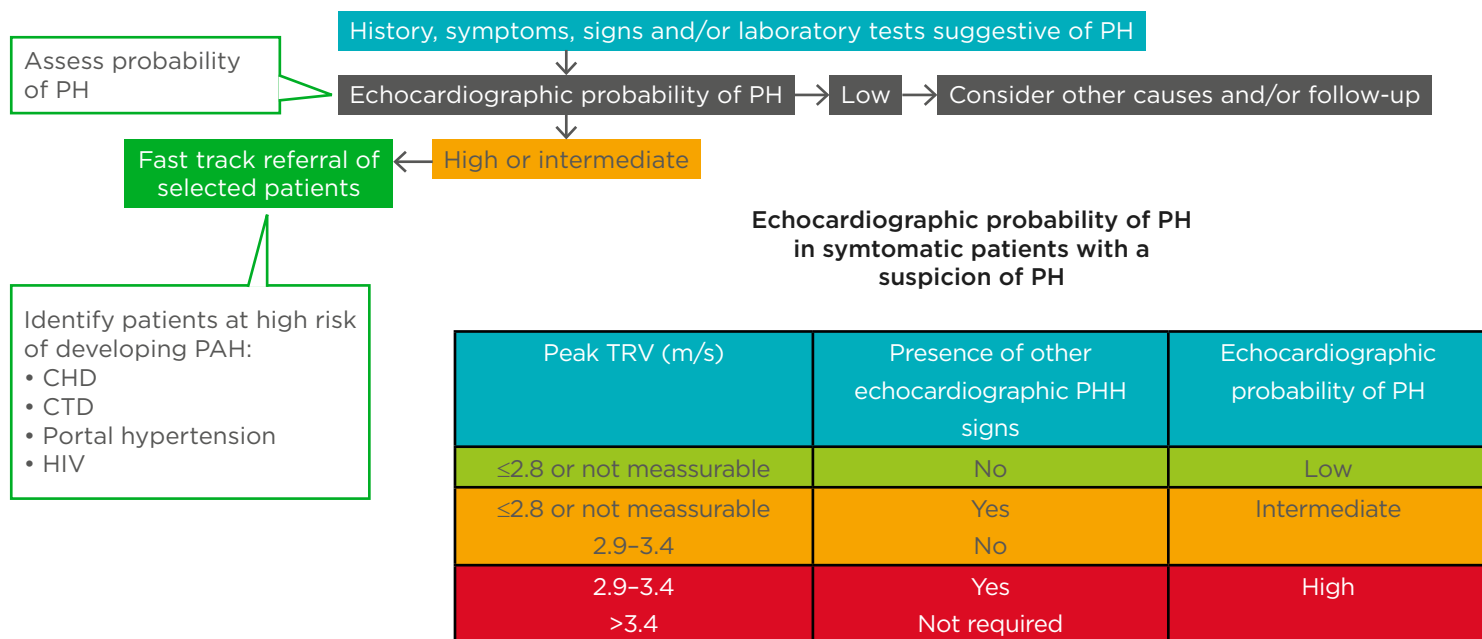 History, symptoms, signs and/or laboratory tests suggestive of PH
Assess probability
of PH
Echocardiographic probability of PH
Low
Consider other causes and/or follow-up
Fast track referral of
selected patients
High or intermediate
Identify patients at high risk
of developing PAH:
• CHD
• CTD
• Portal hypertension
• HIV
Echocardiographic probability of PH
in symtomatic patients with a
suspicion of PH
Peak TRV (m/s)
Presence of other
echocardiographic PHH
signs
Echocardiographic
probability of PH
≤2.8 or not meassurable
No
Low
≤2.8 or not meassurable
Yes
Intermediate
2.9–3.4
No
2.9–3.4
Yes
High
>3.4
Not required